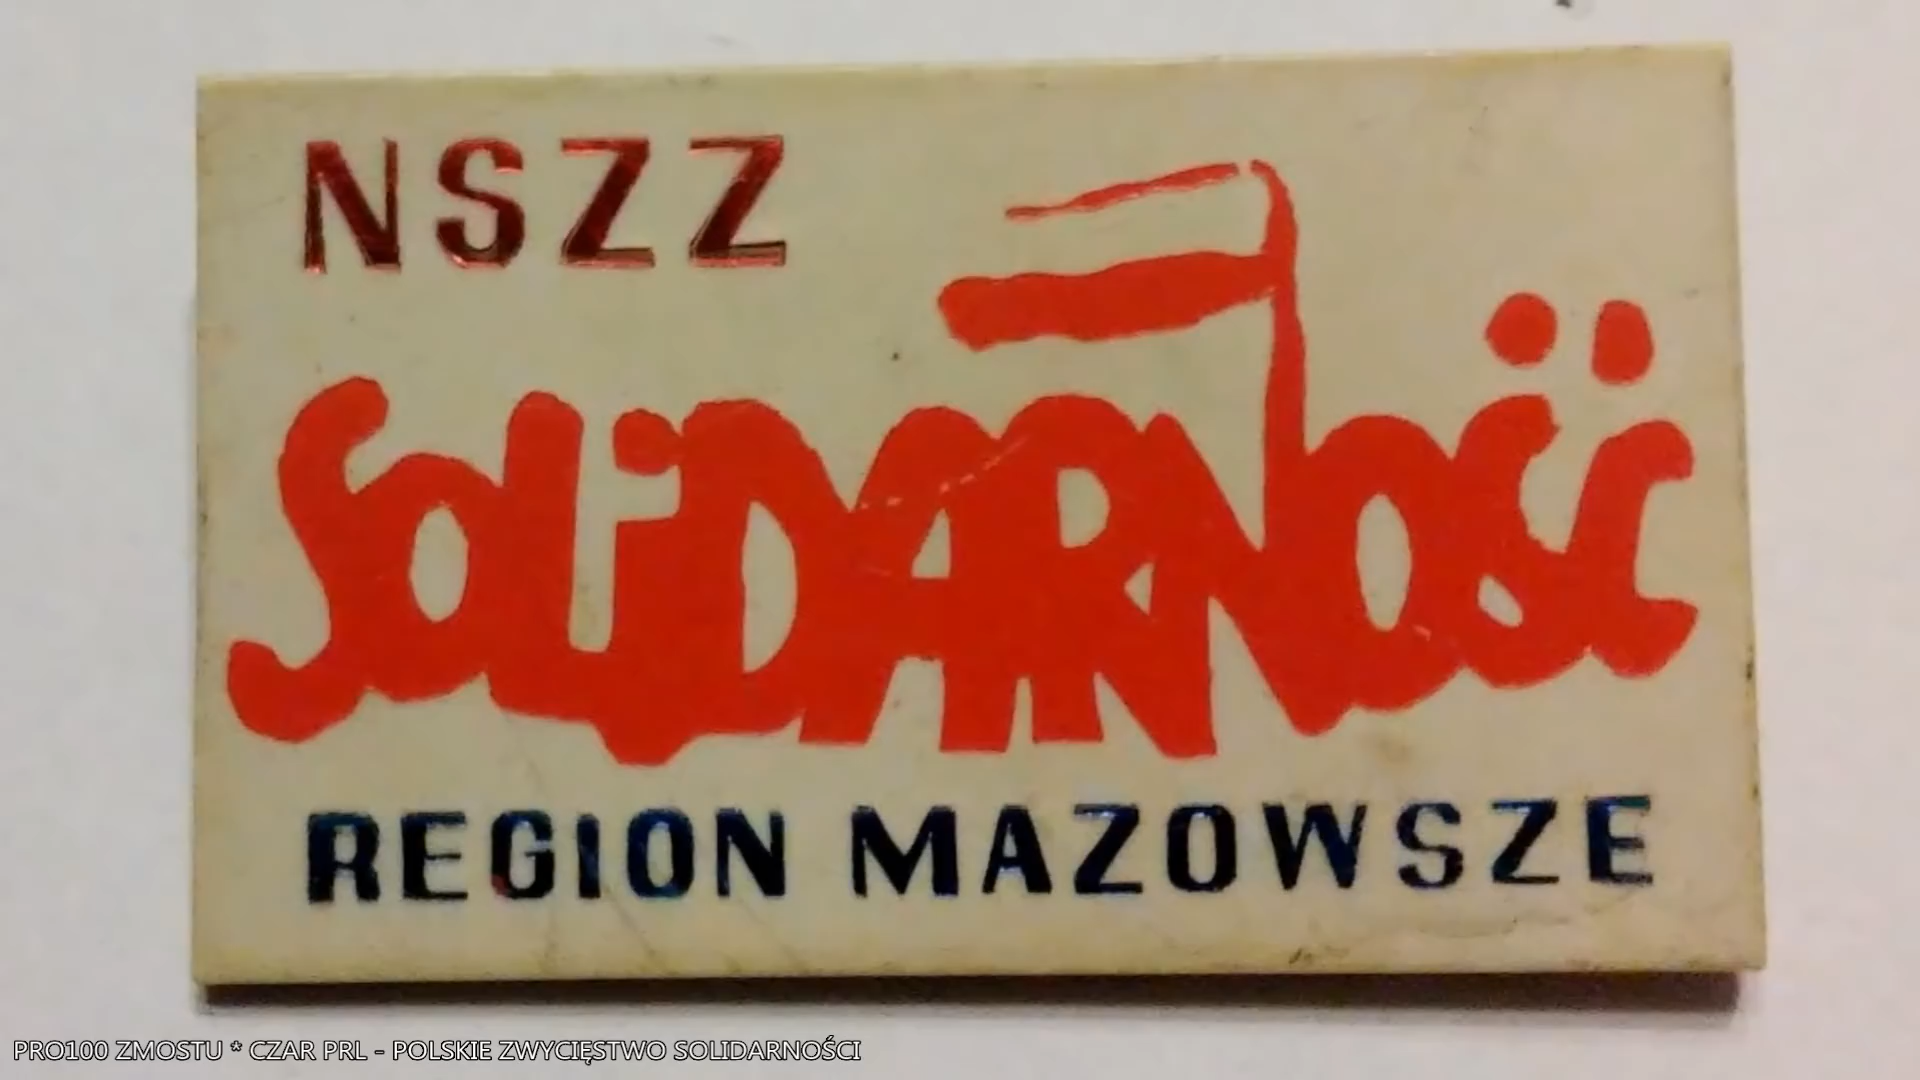 NSZZ
SOLiDARNOŚĆ
REGION MAZOWSZE
PRO100 ZMOSTU * CZAR PRL - POLSKIE ZWYCIĘSTWO SOLIDARNOŚCI